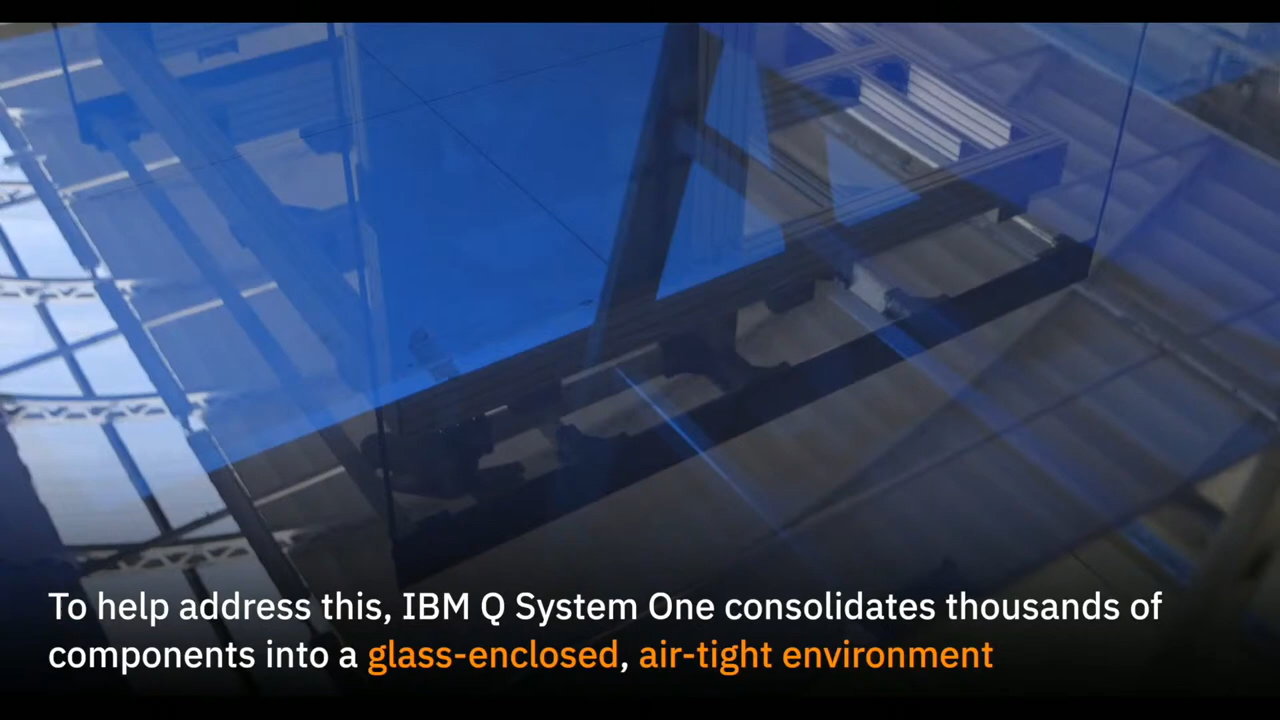 To help address this, IBM Q System One consolidates thousands of
components into a glass-enclosed, air-tight environment